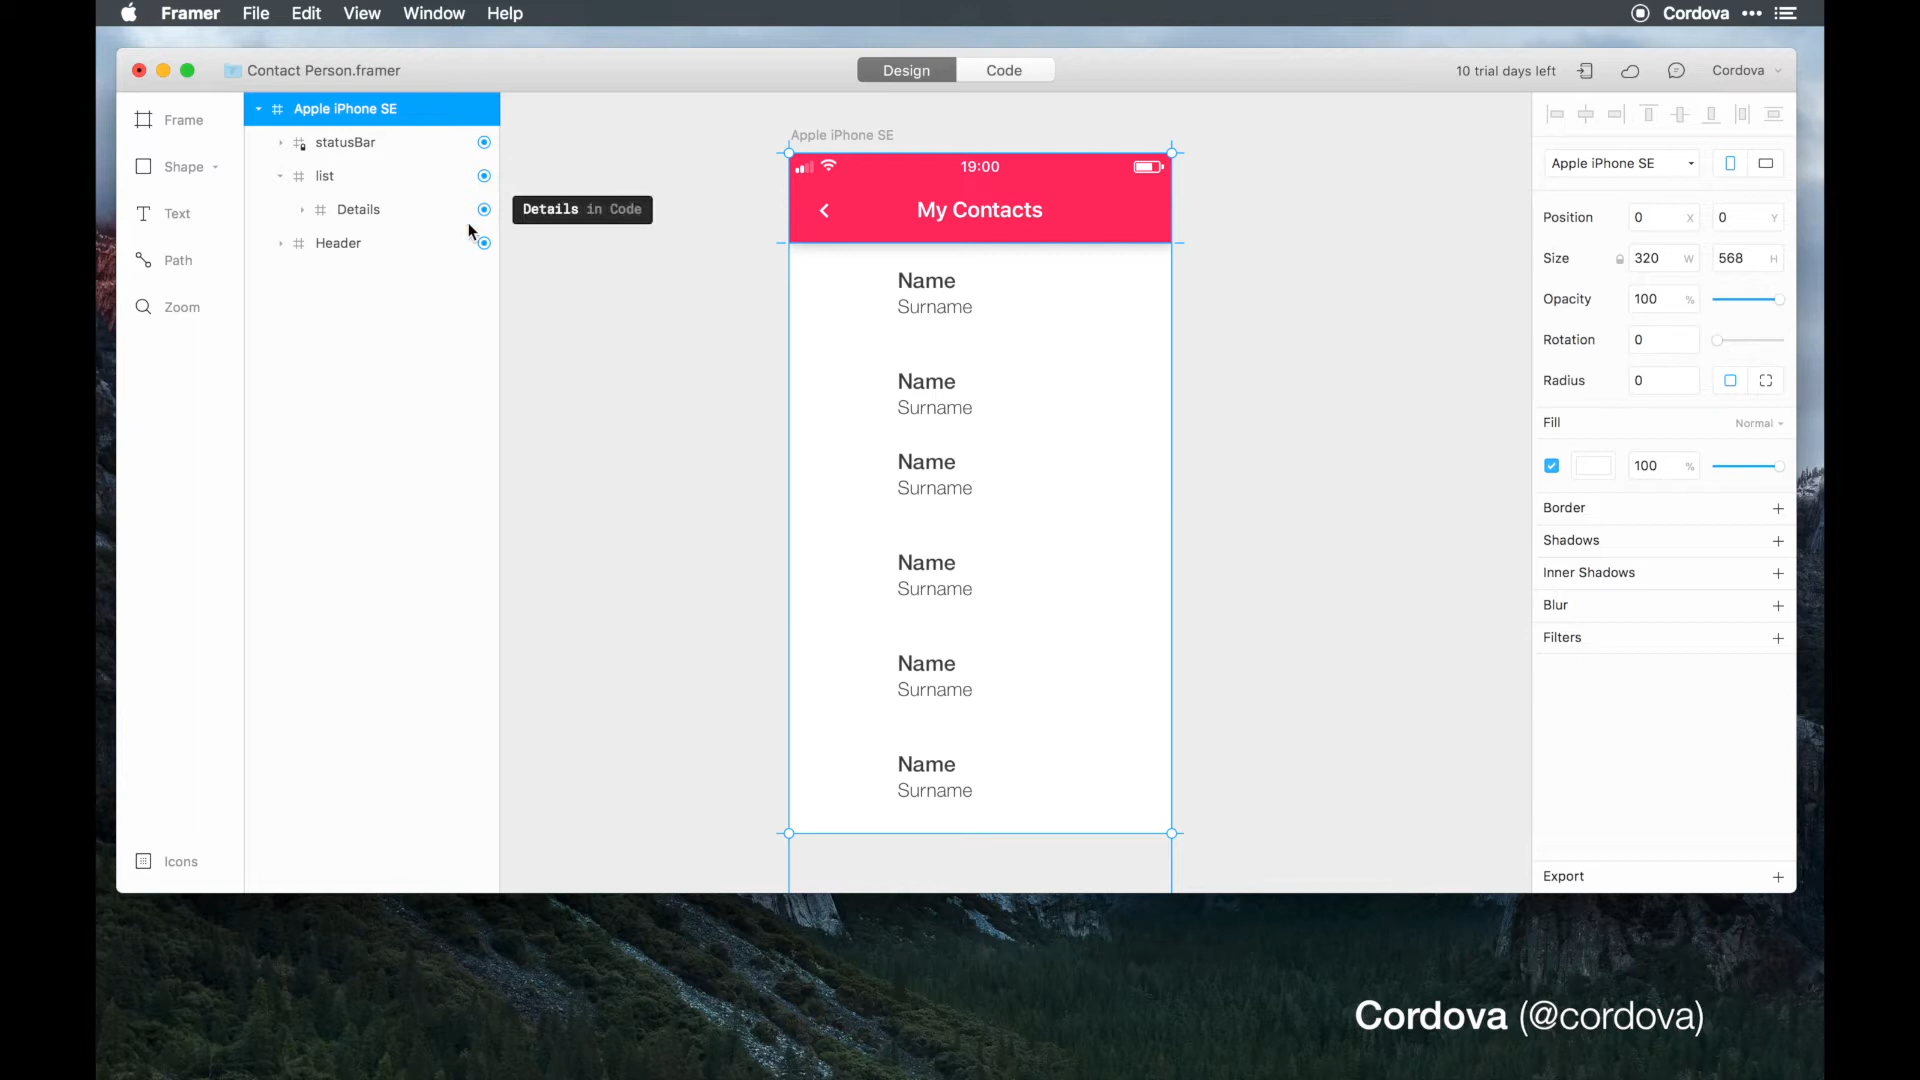 Framer File Edit View Window Help
Cordova
Contact Person.framer
Design Code
10 trial days left
Cordova
Frame
Shape
Text
Path
Zoom
Icons
Apple iPhone SE
statusBar
list
Details
Header
Details in Code
Apple iPhone SE
19:00
My Contacts
Name
Surname
Name
Surname
Name
Surname
Name
Surname
Name
Surname
Name
Surname
Apple iPhone SE
Position 0 X 0 Y
Size 320 W 568 H
Opacity 100 %
Rotation 0
Radius 0
Fill Normal
100 %
Border
Shadows
Inner Shadows
Blur
Filters
Export
Cordova (@cordova)